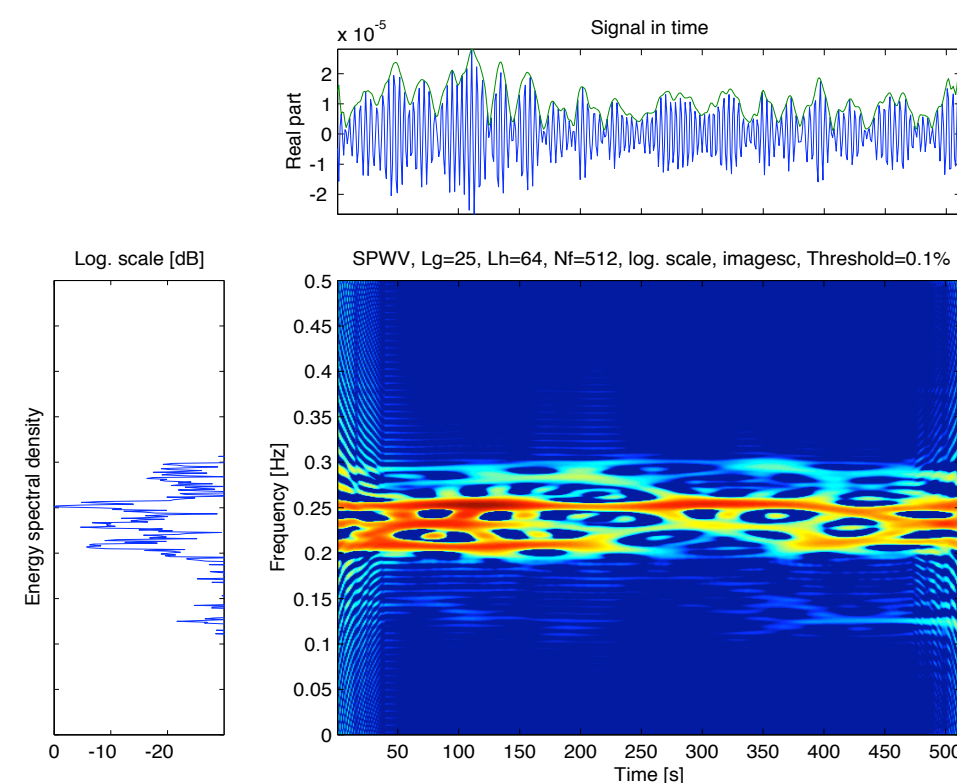 Signal in time
x 10^-5
Real part
2
1
0
-1
-2
Log. scale [dB]
SPWV, Lg=25, Lh=64, Nf=512, log. scale, imagesc, Threshold=0.1%
Energy spectral density
0 -10 -20
Frequency [Hz]
0.5
0.45
0.4
0.35
0.3
0.25
0.2
0.15
0.1
0.05
0
50 100 150 200 250 300 350 400 450 500
Time [s]